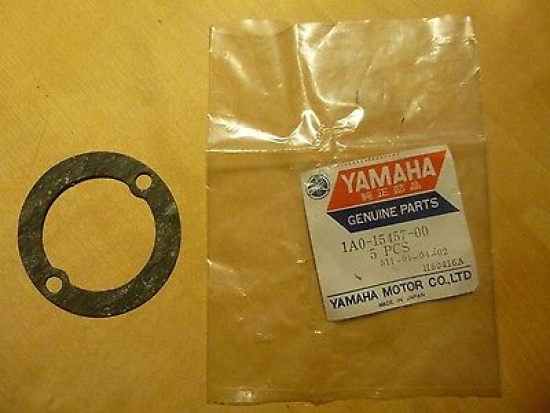 YAMAHA
純正部品
GENUINE PARTS
1A0-15457-00
5 PCS
1160416A
YAMAHA MOTOR CO.,LTD
MADE IN JAPAN